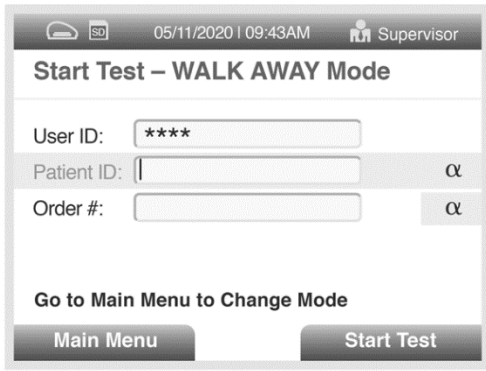 SD 05/11/2020 | 09:43AM Supervisor
Start Test – WALK AWAY Mode
User ID: ****
Patient ID: α
Order #: α
Go to Main Menu to Change Mode
Main Menu Start Test